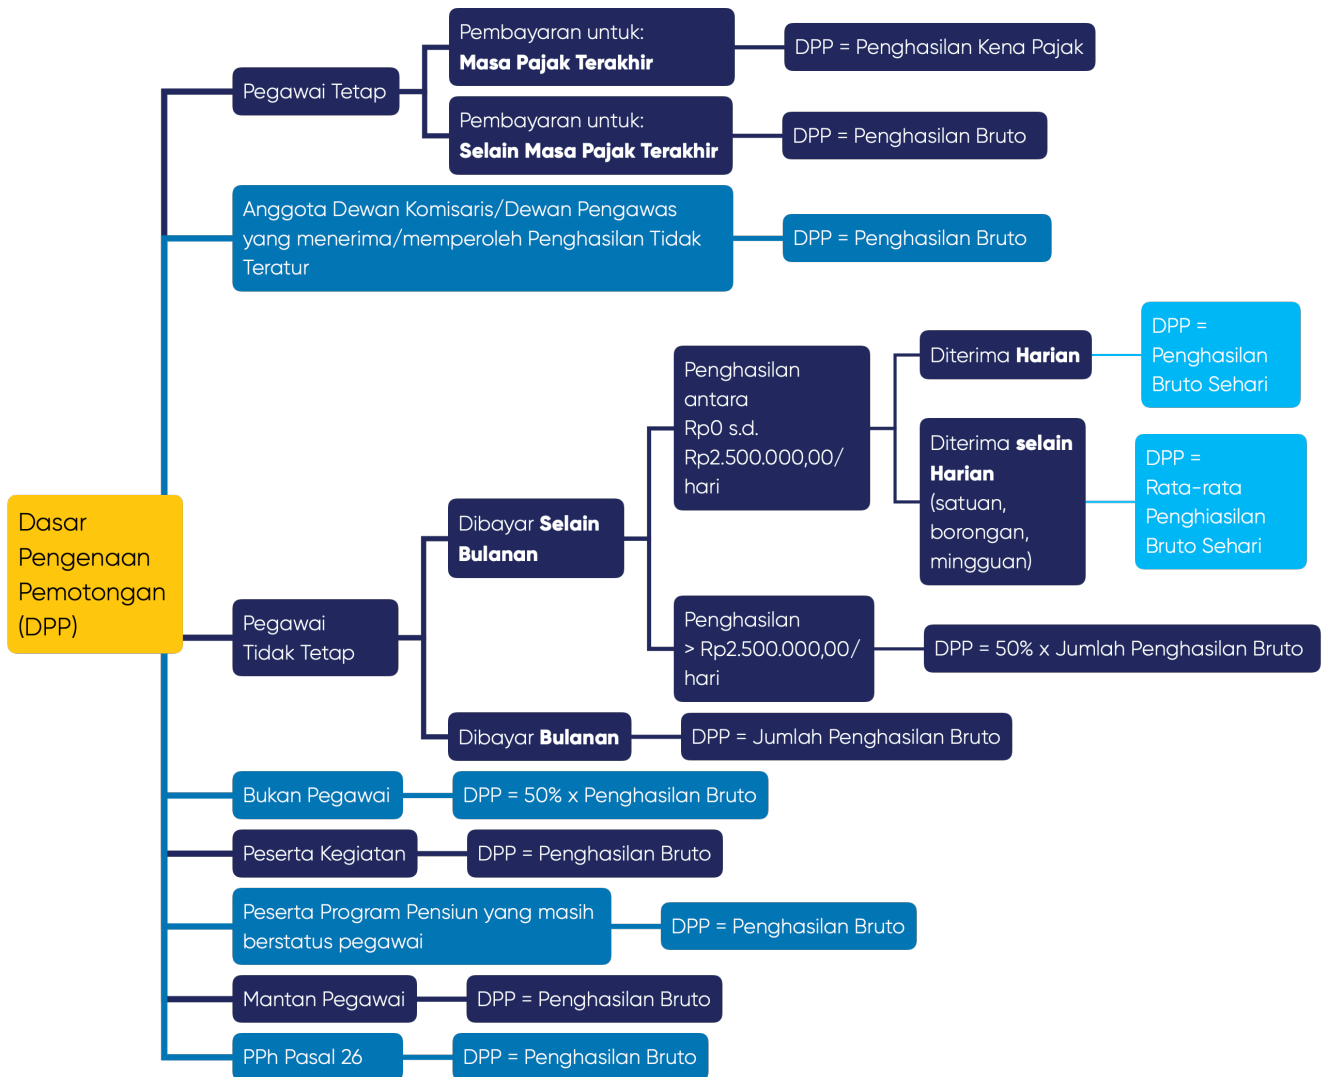 Dasar
Pengenaan
Pemotongan
(DPP)
Pegawai Tetap
Pembayaran untuk:
Masa Pajak Terakhir
DPP = Penghasilan Kena Pajak
Pembayaran untuk:
Selain Masa Pajak Terakhir
DPP = Penghasilan Bruto
Anggota Dewan Komisaris/Dewan Pengawas
yang menerima/memperoleh Penghasilan Tidak
Teratur
DPP = Penghasilan Bruto
Pegawai
Tidak Tetap
Dibayar Selain
Bulanan
Penghasilan
antara
Rp0 s.d.
Rp2.500.000,00/
hari
Diterima Harian
DPP =
Penghasilan
Bruto Sehari
Diterima selain
Harian
(satuan,
borongan,
mingguan)
DPP =
Rata-rata
Penghiasilan
Bruto Sehari
Penghasilan
> Rp2.500.000,00/
hari
DPP = 50% x Jumlah Penghasilan Bruto
Dibayar Bulanan
DPP = Jumlah Penghasilan Bruto
Bukan Pegawai
DPP = 50% x Penghasilan Bruto
Peserta Kegiatan
DPP = Penghasilan Bruto
Peserta Program Pensiun yang masih
berstatus pegawai
DPP = Penghasilan Bruto
Mantan Pegawai
DPP = Penghasilan Bruto
PPh Pasal 26
DPP = Penghasilan Bruto